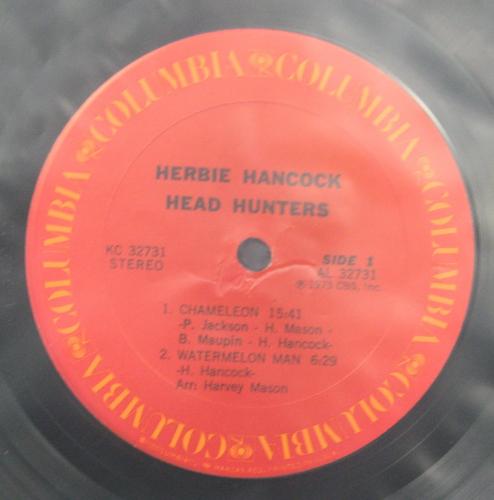 COLUMBIA COLUMBIA COLUMBIA COLUMBIA COLUMBIA COLUMBIA
HERBIE HANCOCK
HEAD HUNTERS
KC 32731
STEREO
SIDE 1
AL 32731
℗ 1973 CBS, Inc.
1. CHAMELEON 15:41
-P. Jackson - H. Mason -
B. Maupin - H. Hancock-
2. WATERMELON MAN 6:29
-H. Hancock-
Arr: Harvey Mason